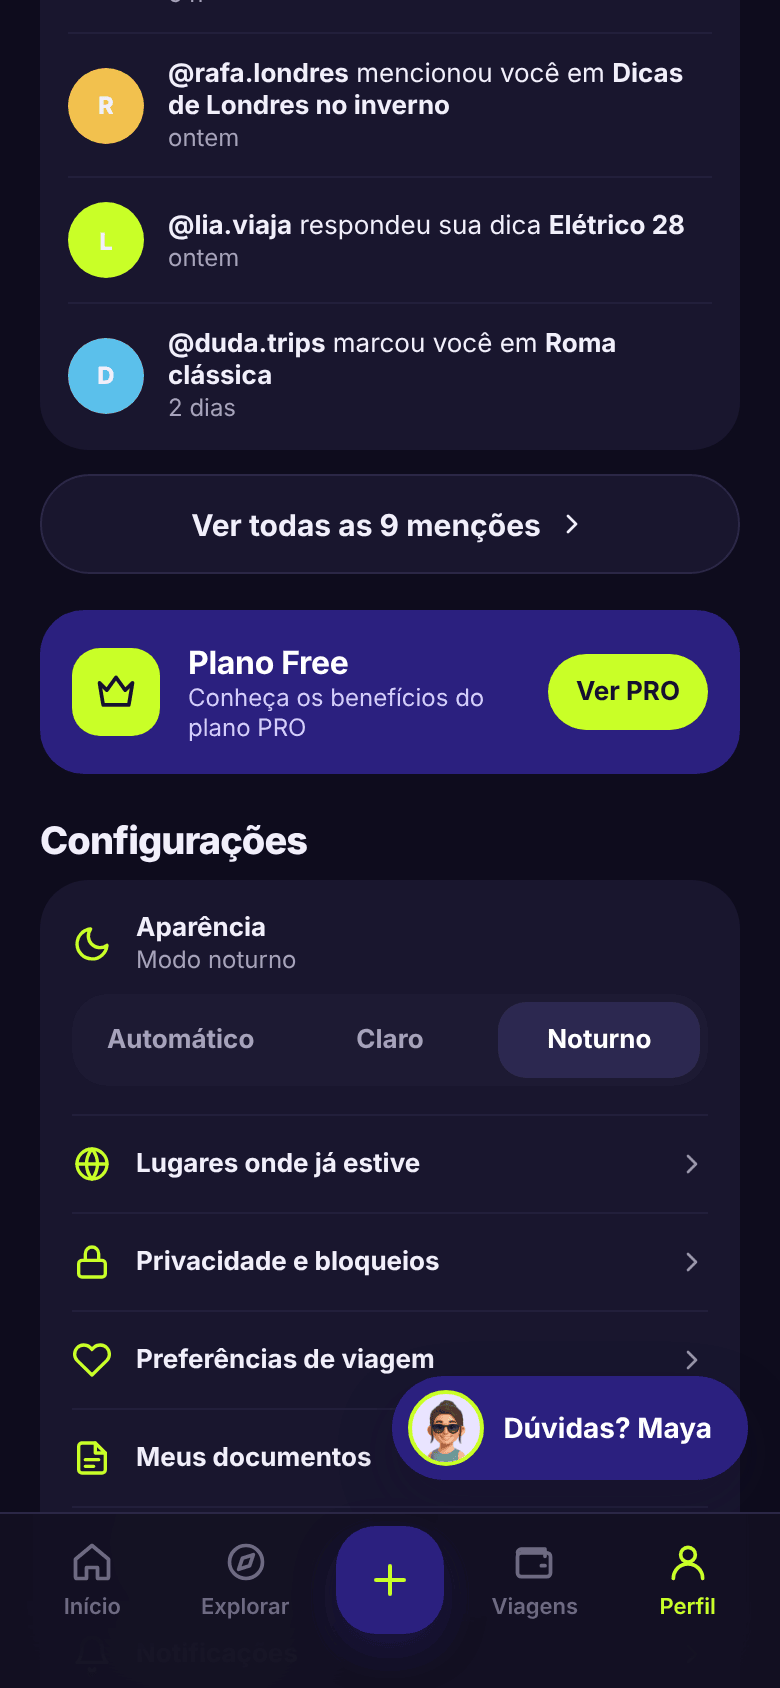 R
@rafa.londres mencionou você em Dicas
de Londres no inverno
ontem
L
@lia.viaja respondeu sua dica Elétrico 28
ontem
D
@duda.trips marcou você em Roma
clássica
2 dias
Ver todas as 9 menções
Plano Free
Conheça os benefícios do
plano PRO
Ver PRO
Configurações
Aparência
Modo noturno
Automático
Claro
Noturno
Lugares onde já estive
Privacidade e bloqueios
Preferências de viagem
Meus documentos
Dúvidas? Maya
Início
Explorar
Viagens
Perfil
Notificações